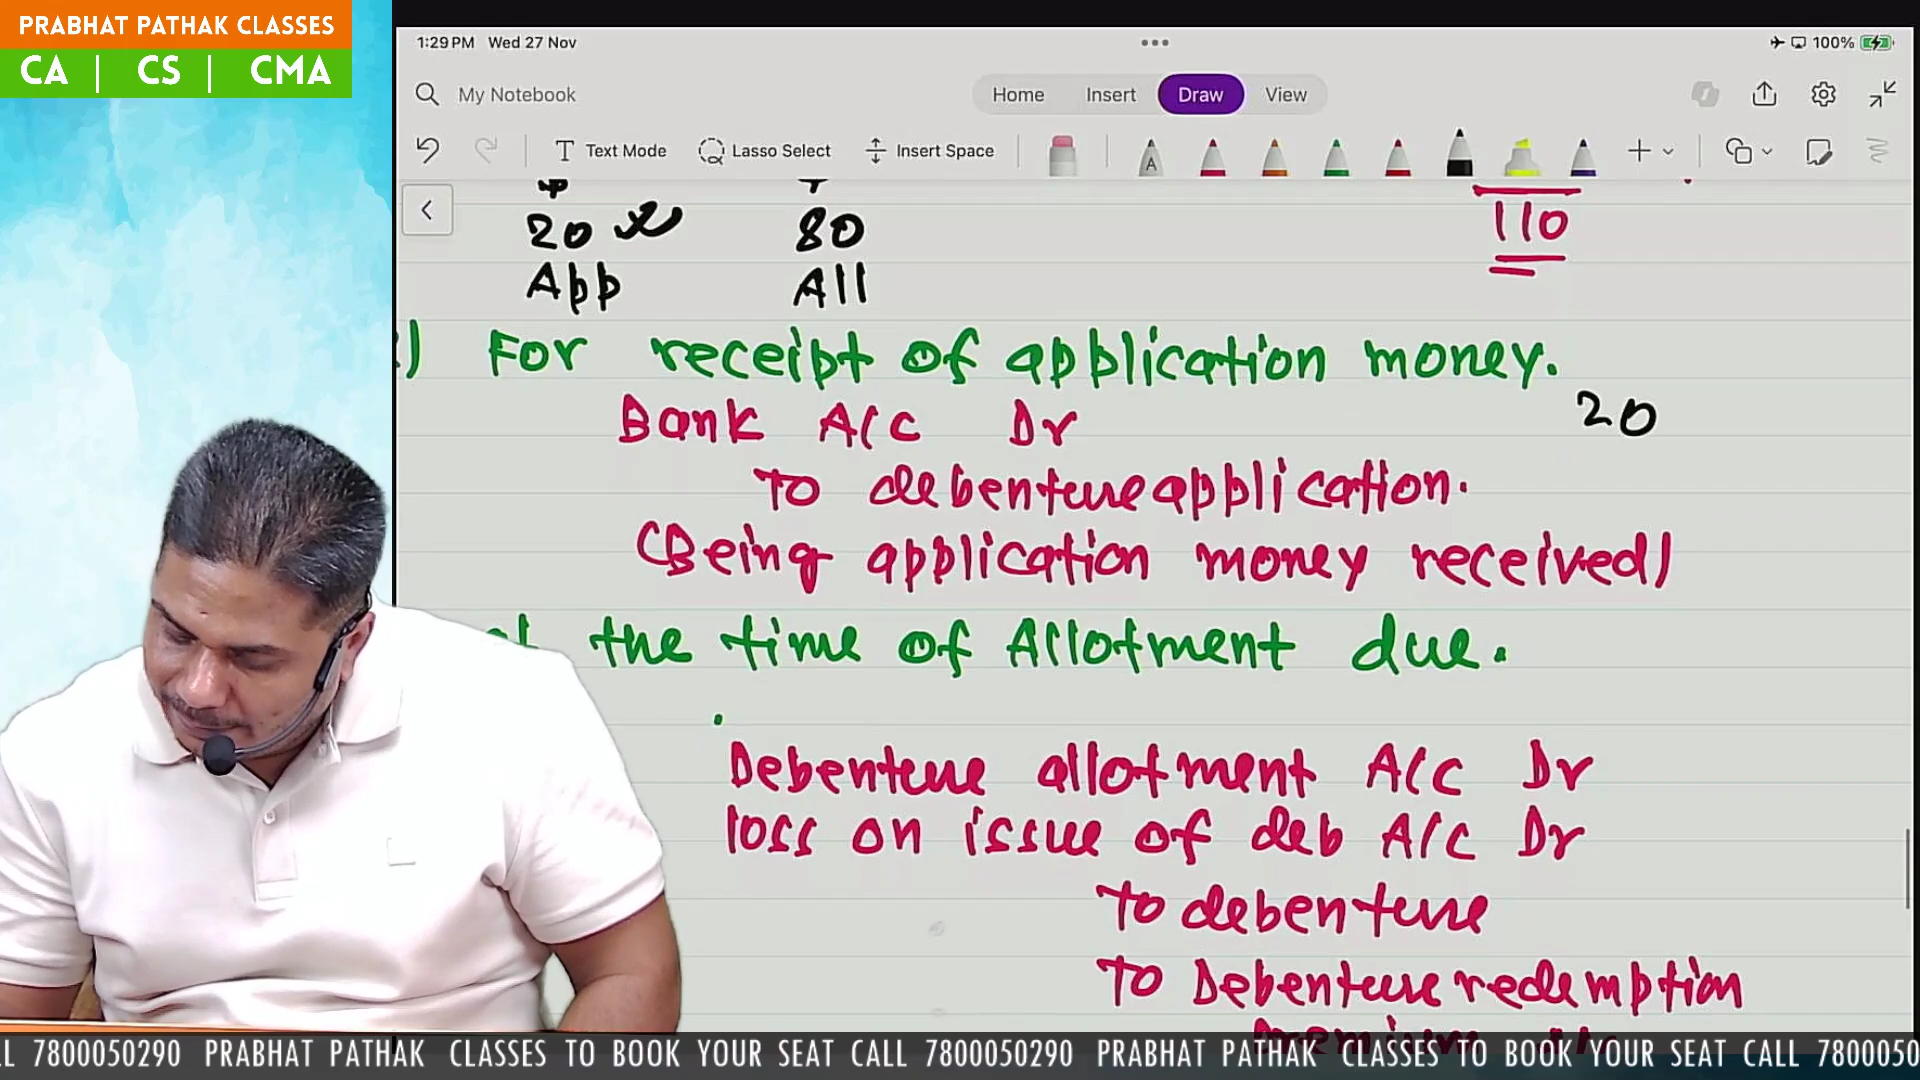 PRABHAT PATHAK CLASSES
CA | CS | CMA
1:29 PM Wed 27 Nov
100%
My Notebook
Home Insert Draw View
Text Mode Lasso Select Insert Space
A
20 80
App All
110
) For receipt of application money.
Bank A/c Dr
20
To debenture application.
(Being application money received)
the time of Allotment due.
Debenture allotment A/c Dr
loss on issue of deb A/c Dr
To debenture
To Debenture redemption
LL 7800050290 PRABHAT PATHAK CLASSES TO BOOK YOUR SEAT CALL 7800050290 PRABHAT PATHAK CLASSES TO BOOK YOUR SEAT CALL 7800050